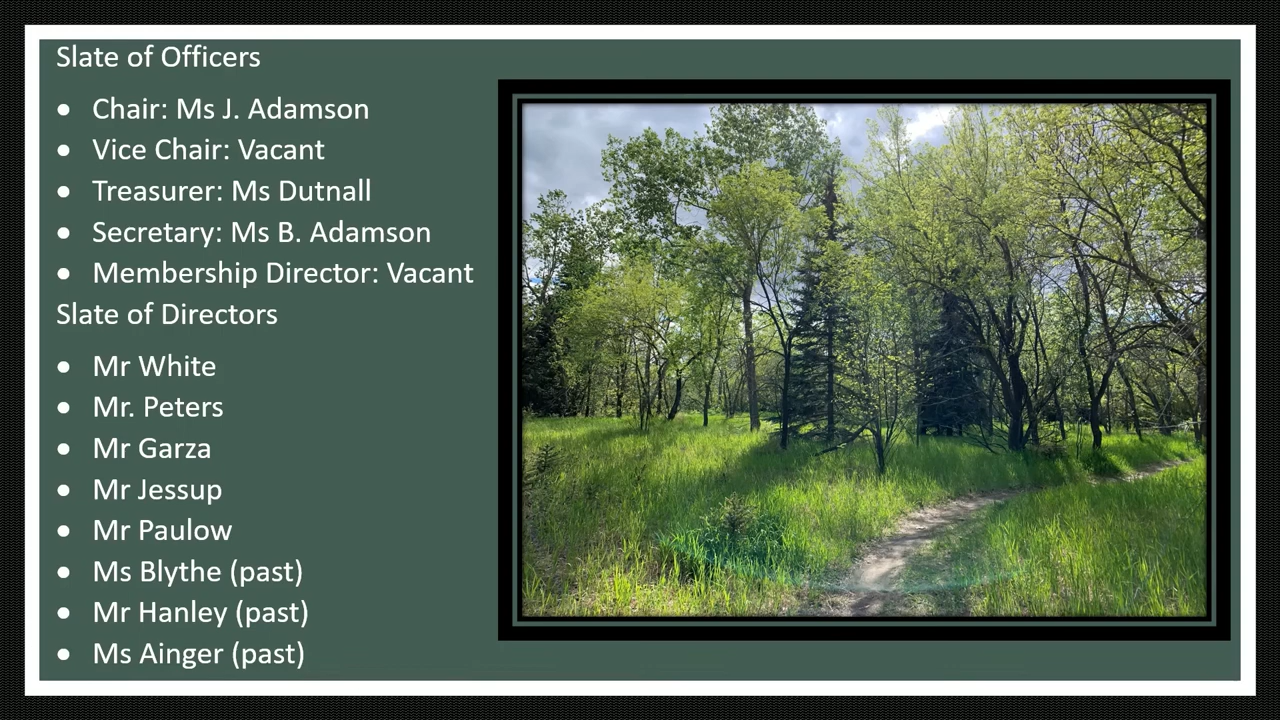 Slate of Officers
• Chair: Ms J. Adamson
• Vice Chair: Vacant
• Treasurer: Ms Dutnall
• Secretary: Ms B. Adamson
• Membership Director: Vacant
Slate of Directors
• Mr White
• Mr. Peters
• Mr Garza
• Mr Jessup
• Mr Paulow
• Ms Blythe (past)
• Mr Hanley (past)
• Ms Ainger (past)